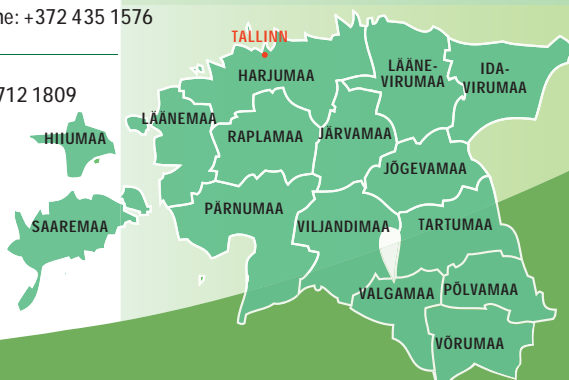 ne: +372 435 1576
712 1809
TALLINN
HARJUMAA
LÄÄNE-
VIRUMAA
IDA-
VIRUMAA
LÄÄNEMAA
HIIUMAA
RAPLAMAA
JÄRVAMAA
JÕGEVAMAA
SAAREMAA
PÄRNUMAA
VILJANDIMAA
TARTUMAA
VALGAMAA
PÕLVAMAA
VÕRUMAA